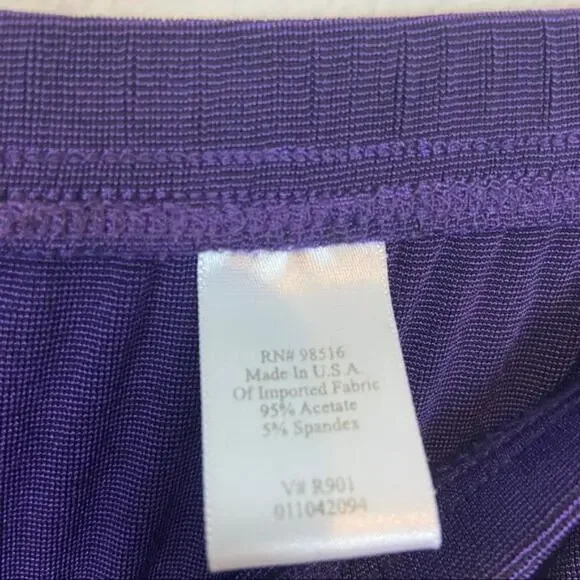 RN# 98516
Made In U.S.A.
Of Imported Fabric
95% Acetate
5% Spandex
V# R901
011042094